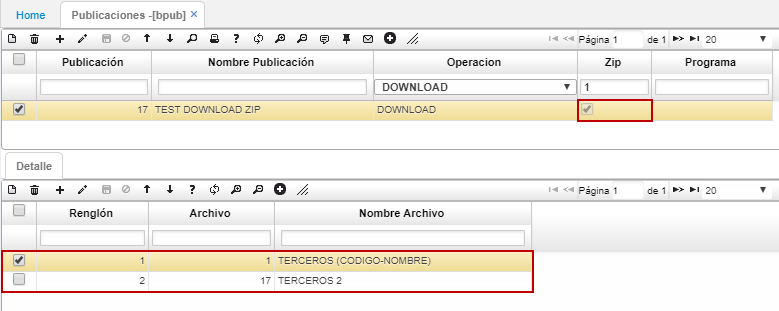 Home Publicaciones -[bpub] ×
Página 1 de 1 20
Publicación Nombre Publicación Operacion Zip Programa
DOWNLOAD 1
17 TEST DOWNLOAD ZIP DOWNLOAD
Detalle
Página 1 de 1 20
Renglón Archivo Nombre Archivo
1 1 TERCEROS (CODIGO-NOMBRE)
2 17 TERCEROS 2